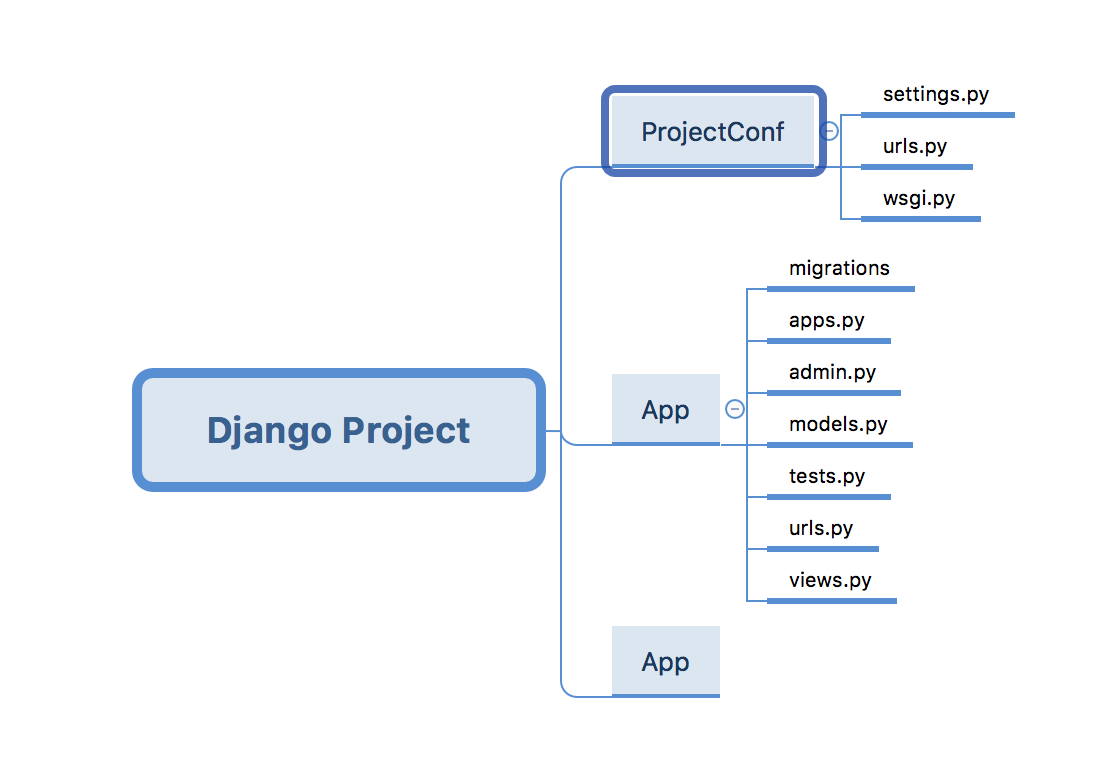 Django Project
ProjectConf
settings.py
urls.py
wsgi.py
App
migrations
apps.py
admin.py
models.py
tests.py
urls.py
views.py
App